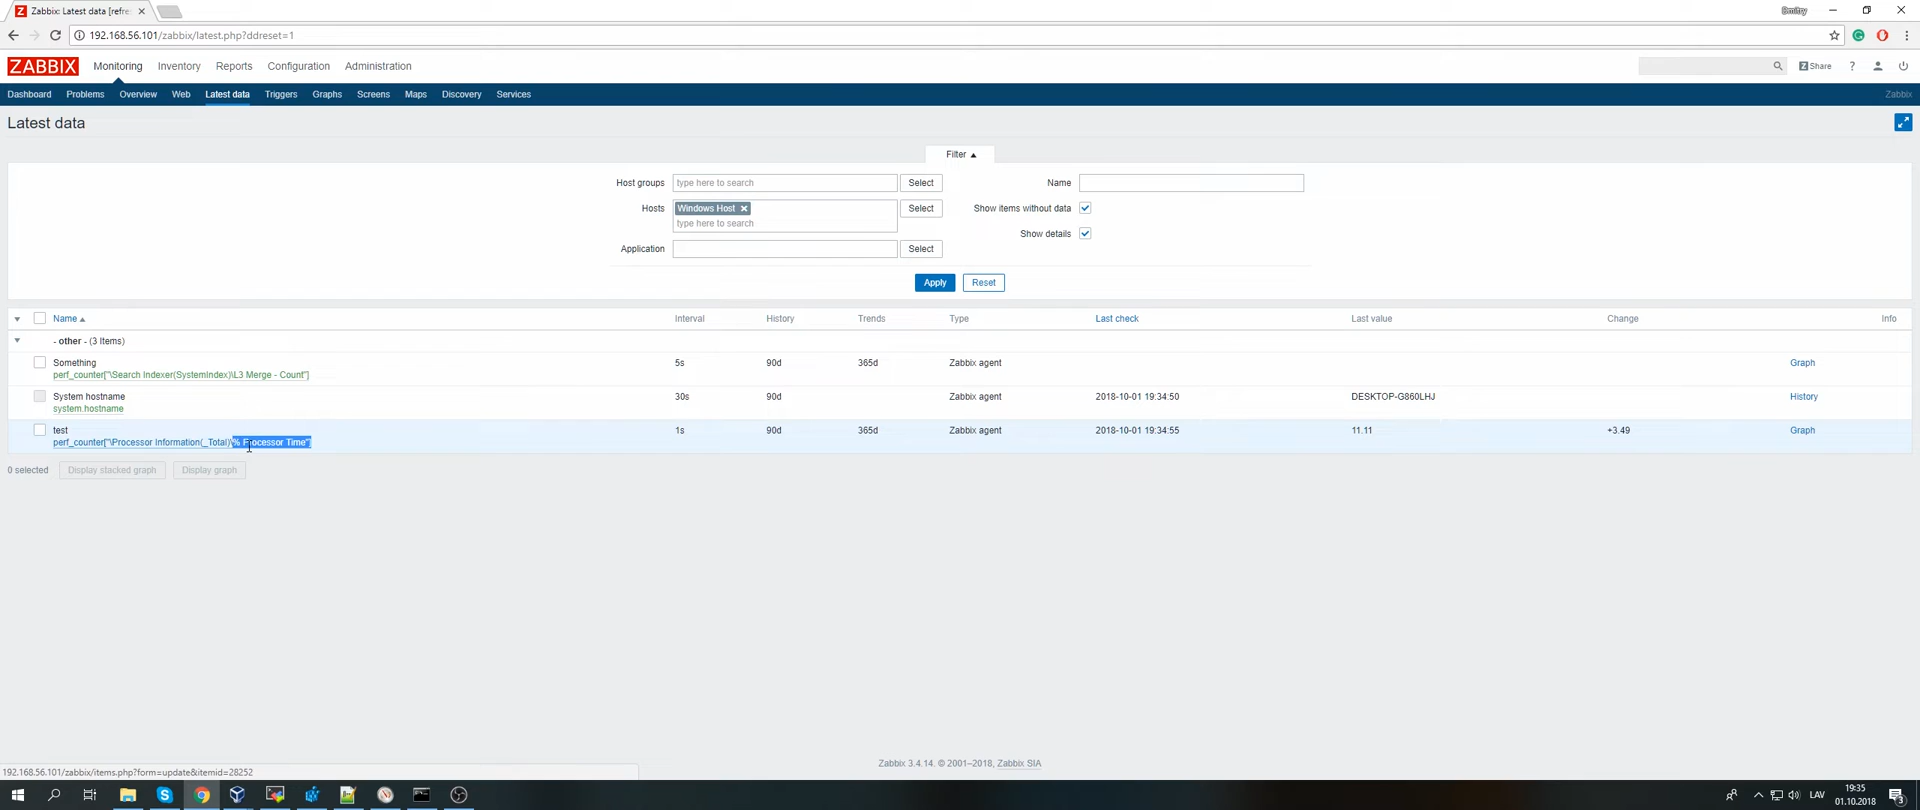 Zabbix: Latest data [refre
Dmitry
192.168.56.101/zabbix/latest.php?ddreset=1
ZABBIX Monitoring Inventory Reports Configuration Administration
Z Share ?
Dashboard Problems Overview Web Latest data Triggers Graphs Screens Maps Discovery Services Zabbix
Latest data
Filter
Host groups type here to search Select Name
Hosts Windows Host Select Show items without data
type here to search
Show details
Application Select
Apply Reset
Name Interval History Trends Type Last check Last value Change Info
- other - (3 Items)
Something 5s 90d 365d Zabbix agent Graph
perf_counter["\Search Indexer(SystemIndex)\L3 Merge - Count"]
System hostname 30s 90d Zabbix agent 2018-10-01 19:34:50 DESKTOP-G860LHJ History
system.hostname
test 1s 90d 365d Zabbix agent 2018-10-01 19:34:55 11.11 +3.49 Graph
perf_counter["\Processor Information(_Total)\% Processor Time"]
0 selected Display stacked graph Display graph
Zabbix 3.4.14. © 2001–2018, Zabbix SIA
192.168.56.101/zabbix/items.php?form=update&itemid=28252
LAV
19:35
01.10.2018
3